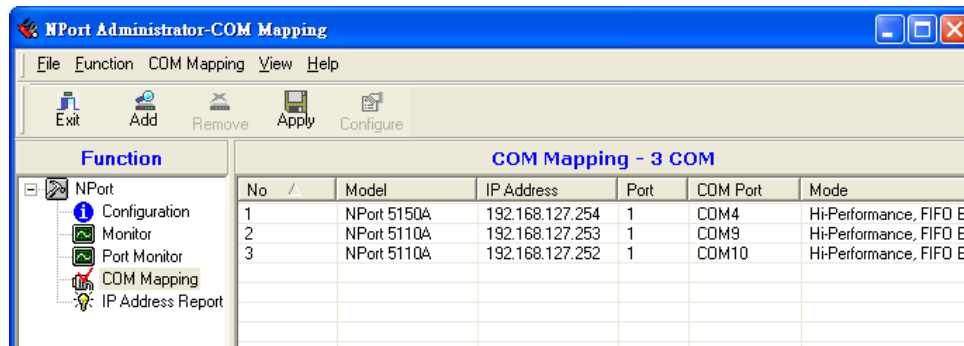 NPort Administrator-COM Mapping
File Function COM Mapping View Help
Exit Add Remove Apply Configure
Function
COM Mapping - 3 COM
NPort
Configuration
Monitor
Port Monitor
COM Mapping
IP Address Report
No Model IP Address Port COM Port Mode
1 NPort 5150A 192.168.127.254 1 COM4 Hi-Performance, FIFO E
2 NPort 5110A 192.168.127.253 1 COM9 Hi-Performance, FIFO E
3 NPort 5110A 192.168.127.252 1 COM10 Hi-Performance, FIFO E